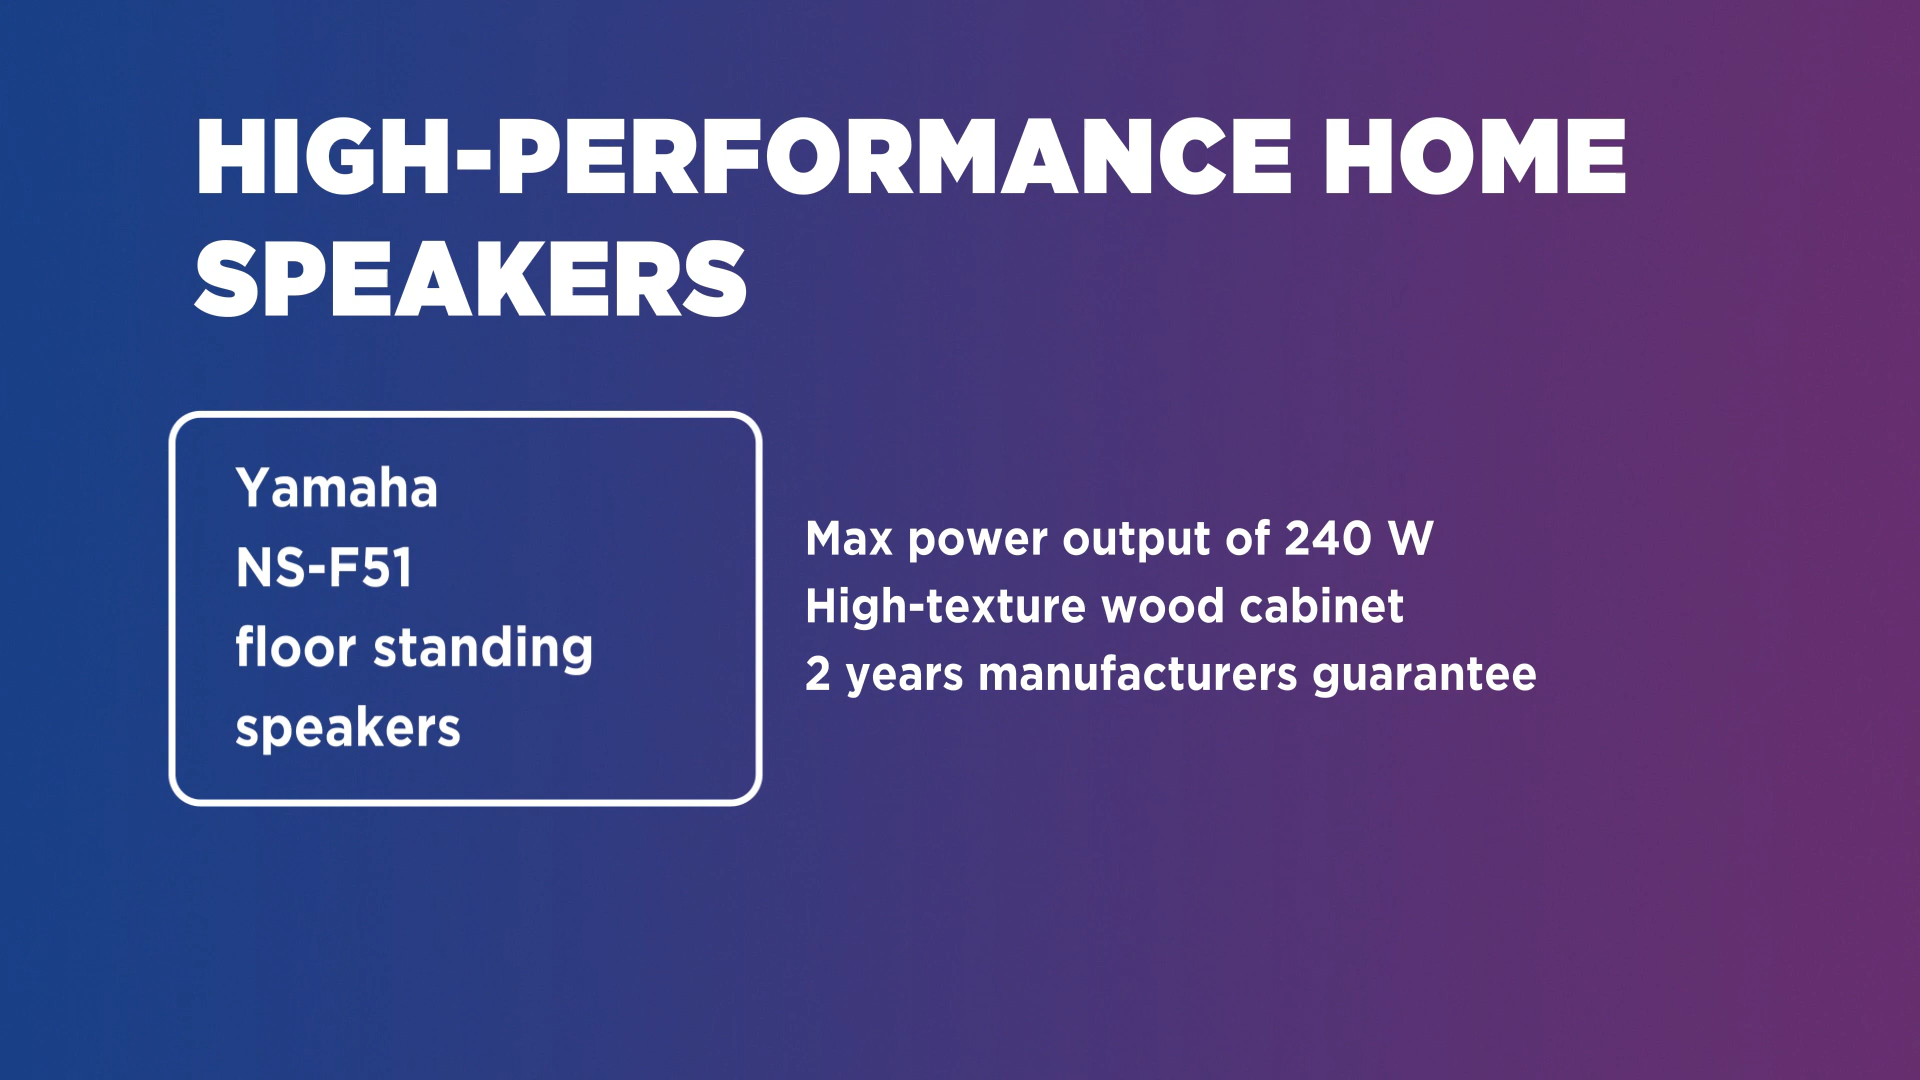 HIGH-PERFORMANCE HOME
SPEAKERS
Yamaha
NS-F51
floor standing
speakers
Max power output of 240 W
High-texture wood cabinet
2 years manufacturers guarantee